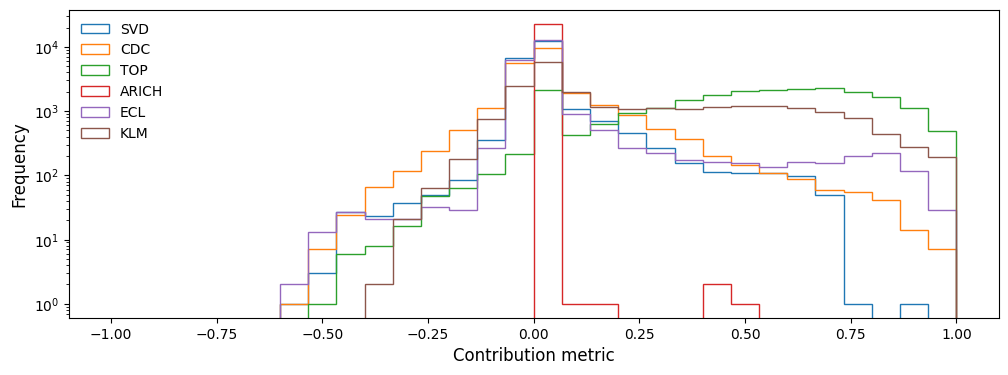 SVD
CDC
TOP
ARICH
ECL
KLM
Frequency
10⁴
10³
10²
10¹
10⁰
−1.00 −0.75 −0.50 −0.25 0.00 0.25 0.50 0.75 1.00
Contribution metric